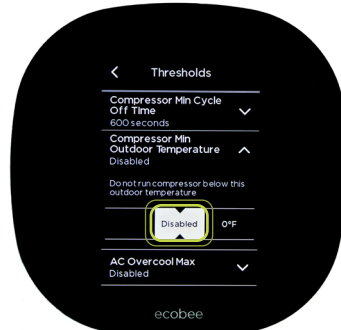 Thresholds
Compressor Min Cycle
Off Time
600 seconds
Compressor Min
Outdoor Temperature
Disabled
Do not run compressor below this
outdoor temperature
Disabled 0°F
AC Overcool Max
Disabled
ecobee